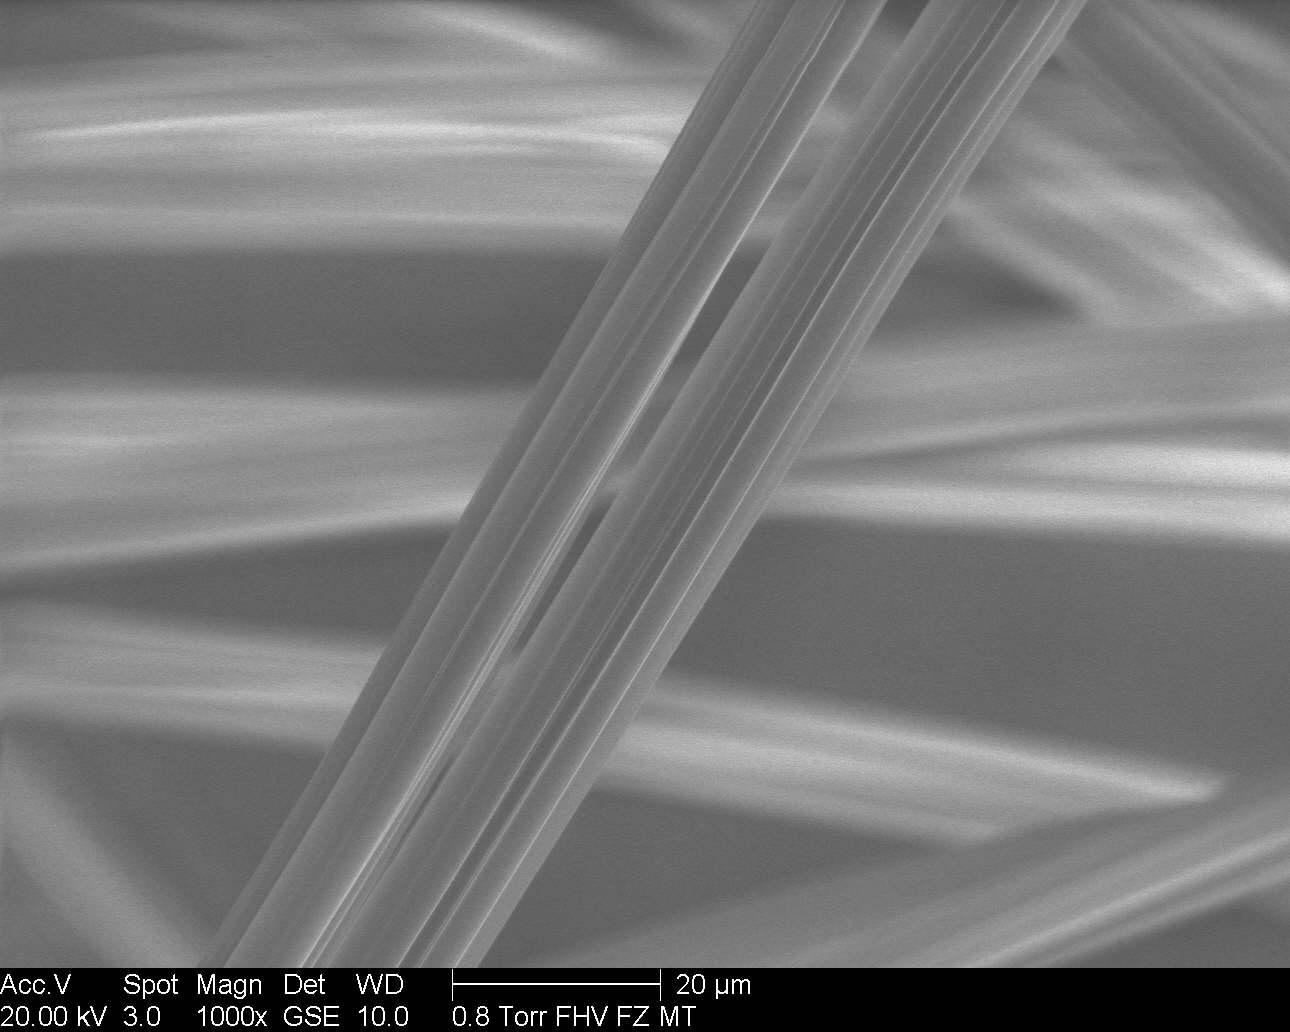 Acc.V Spot Magn Det WD 20 µm
20.00 kV 3.0 1000x GSE 10.0 0.8 Torr FHV FZ MT